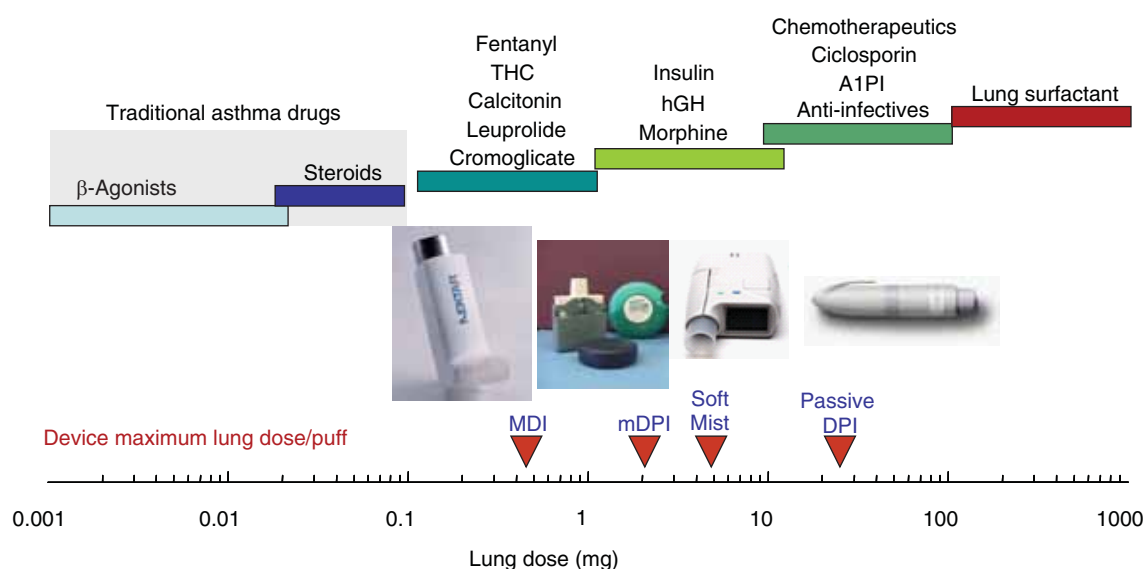 Traditional asthma drugs
β-Agonists
Steroids
Fentanyl
THC
Calcitonin
Leuprolide
Cromoglicate
Insulin
hGH
Morphine
Chemotherapeutics
Ciclosporin
A1PI
Anti-infectives
Lung surfactant
NEKTAR
Device maximum lung dose/puff
MDI
mDPI
Soft
Mist
Passive
DPI
0.001 0.01 0.1 1 10 100 1000
Lung dose (mg)